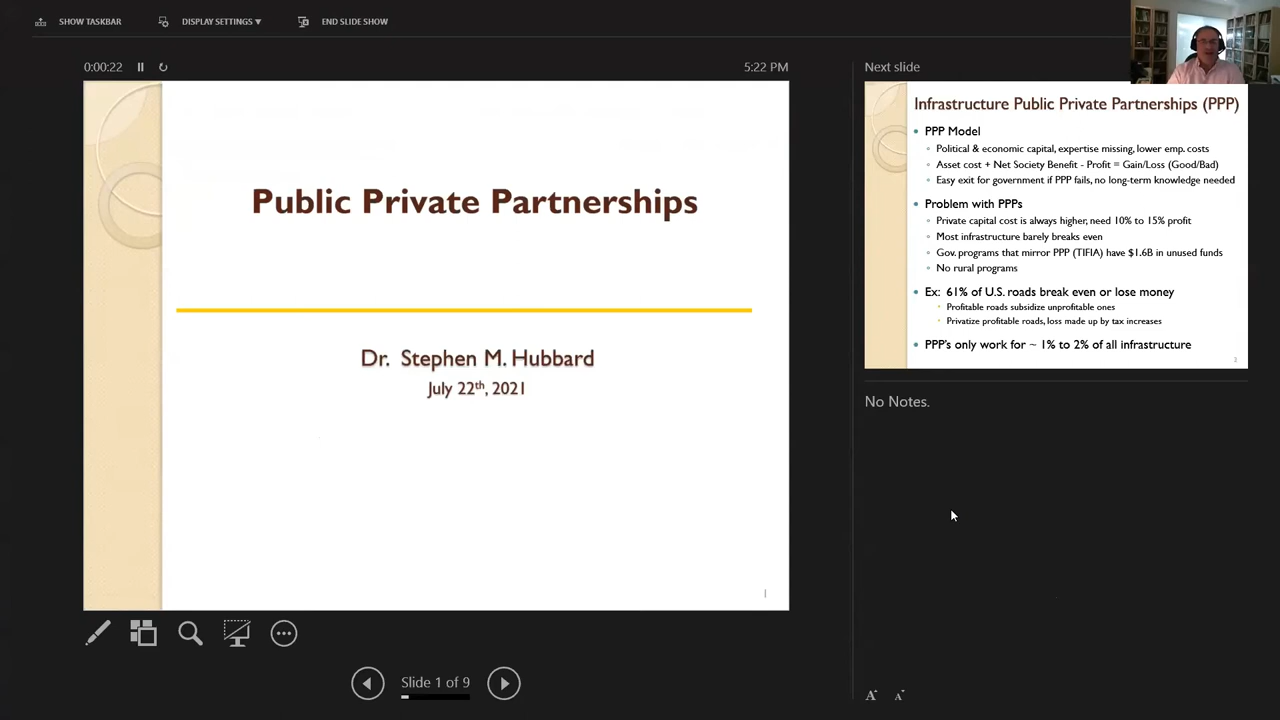 SHOW TASKBAR
DISPLAY SETTINGS ▼
END SLIDE SHOW
0:00:22
5:22 PM
Public Private Partnerships
Dr. Stephen M. Hubbard
July 22th, 2021
1
Slide 1 of 9
Next slide
Infrastructure Public Private Partnerships (PPP)
PPP Model
Political & economic capital, expertise missing, lower emp. costs
Asset cost + Net Society Benefit - Profit = Gain/Loss (Good/Bad)
Easy exit for government if PPP fails, no long-term knowledge needed
Problem with PPPs
Private capital cost is always higher, need 10% to 15% profit
Most infrastructure barely breaks even
Gov. programs that mirror PPP (TIFIA) have $1.6B in unused funds
No rural programs
Ex: 61% of U.S. roads break even or lose money
Profitable roads subsidize unprofitable ones
Privatize profitable roads, loss made up by tax increases
PPP's only work for ~ 1% to 2% of all infrastructure
2
No Notes.
A A